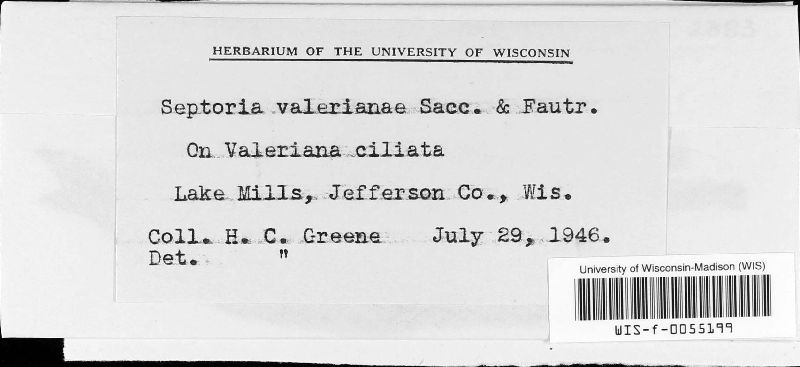 HERBARIUM OF THE UNIVERSITY OF WISCONSIN
Septoria valerianae Sacc. & Fautr.
On Valeriana ciliata
Lake Mills, Jefferson Co., Wis.
Coll. H. C. Greene July 29, 1946.
Det. "
University of Wisconsin-Madison (WIS)
WIS-f-0055199